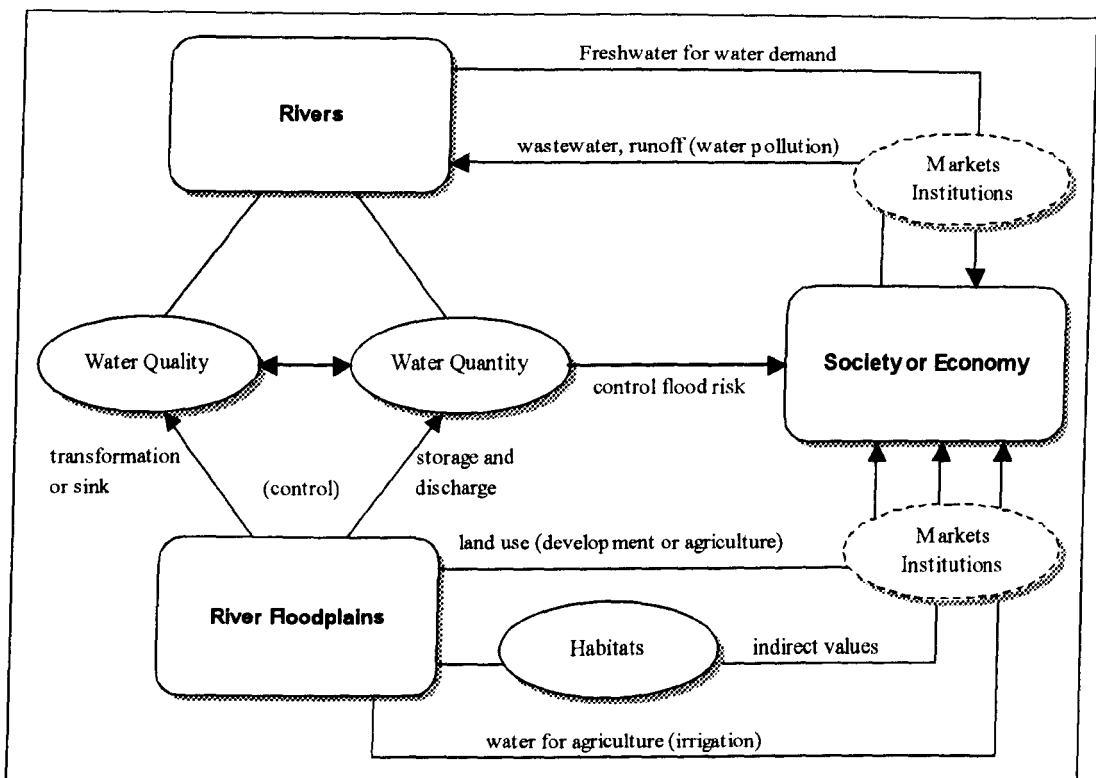 Freshwater for water demand
Rivers
wastewater, runoff (water pollution)
Markets
Institutions
Water Quality
Water Quantity
control flood risk
Society or Economy
transformation
or sink
(control)
storage and
discharge
land use (development or agriculture)
Markets
Institutions
River Floodplains
Habitats
indirect values
water for agriculture (irrigation)